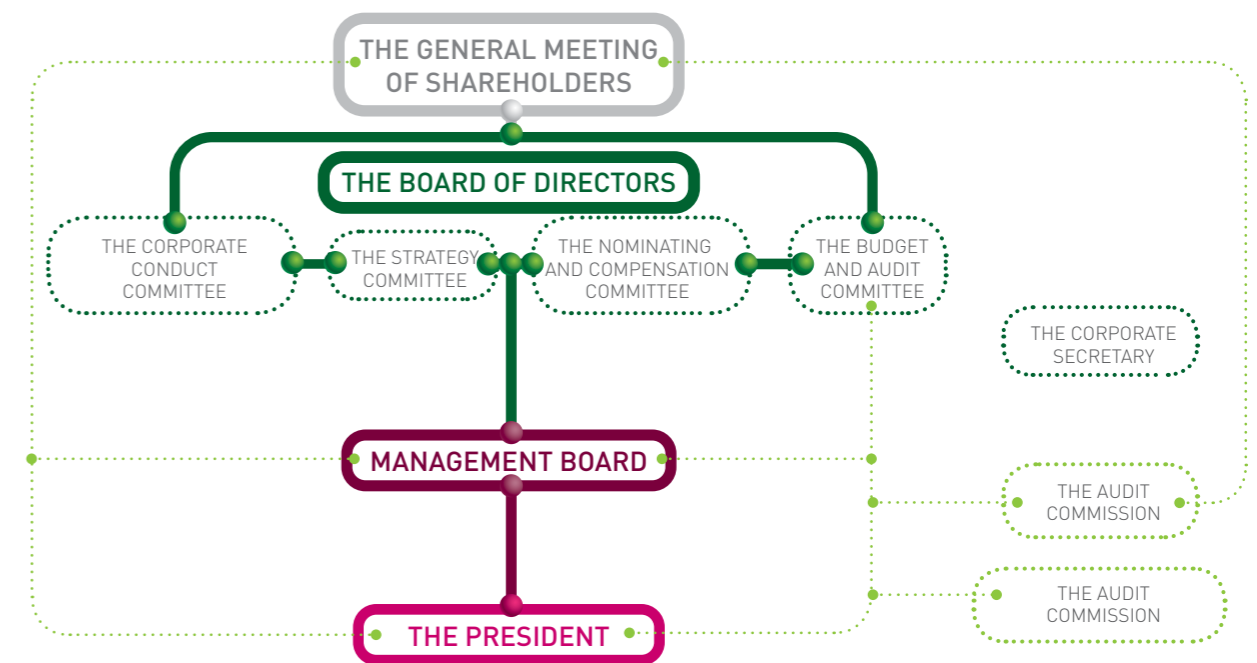 THE GENERAL MEETING
OF SHAREHOLDERS
THE BOARD OF DIRECTORS
THE CORPORATE
CONDUCT
COMMITTEE
THE STRATEGY
COMMITTEE
THE NOMINATING
AND COMPENSATION
COMMITTEE
THE BUDGET
AND AUDIT
COMMITTEE
THE CORPORATE
SECRETARY
MANAGEMENT BOARD
THE AUDIT
COMMISSION
THE AUDIT
COMMISSION
THE PRESIDENT